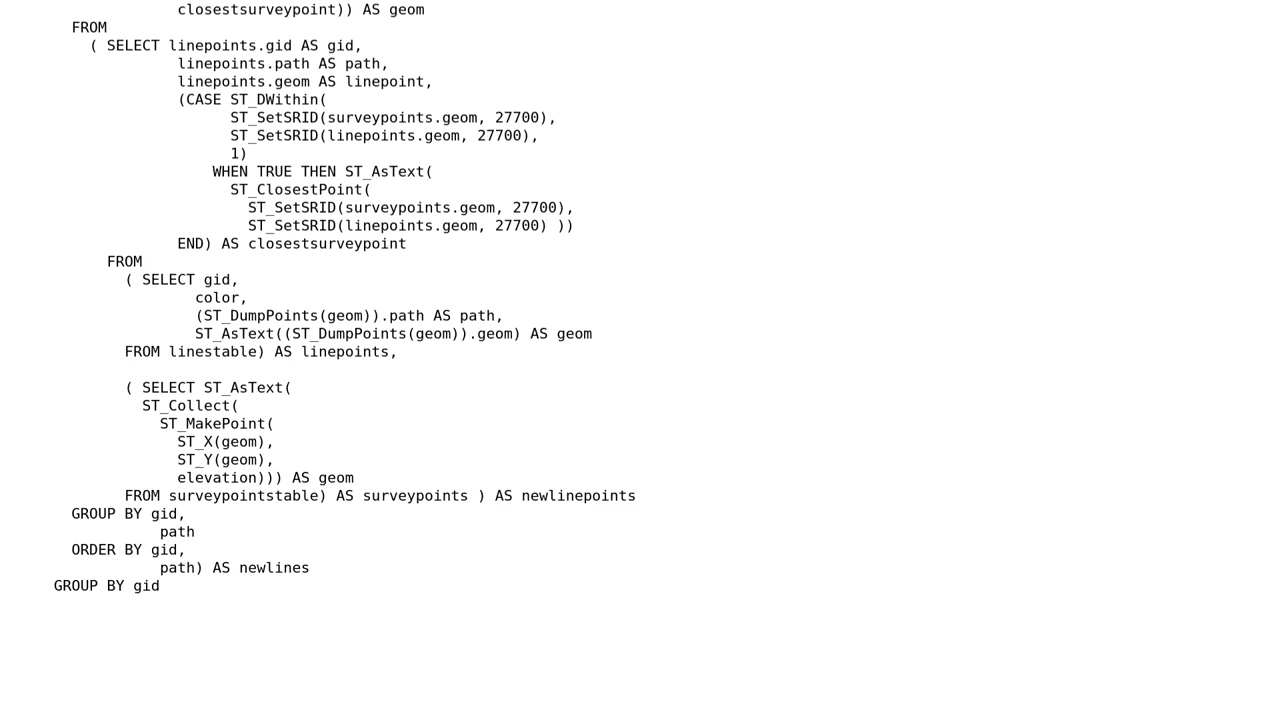 closestsurveypoint)) AS geom
FROM
( SELECT linepoints.gid AS gid,
linepoints.path AS path,
linepoints.geom AS linepoint,
(CASE ST_DWithin(
ST_SetSRID(surveypoints.geom, 27700),
ST_SetSRID(linepoints.geom, 27700),
1)
WHEN TRUE THEN ST_AsText(
ST_ClosestPoint(
ST_SetSRID(surveypoints.geom, 27700),
ST_SetSRID(linepoints.geom, 27700) ))
END) AS closestsurveypoint
FROM
( SELECT gid,
color,
(ST_DumpPoints(geom)).path AS path,
ST_AsText((ST_DumpPoints(geom)).geom) AS geom
FROM linestable) AS linepoints,
( SELECT ST_AsText(
ST_Collect(
ST_MakePoint(
ST_X(geom),
ST_Y(geom),
elevation))) AS geom
FROM surveypointstable) AS surveypoints ) AS newlinepoints
GROUP BY gid,
path
ORDER BY gid,
path) AS newlines
GROUP BY gid